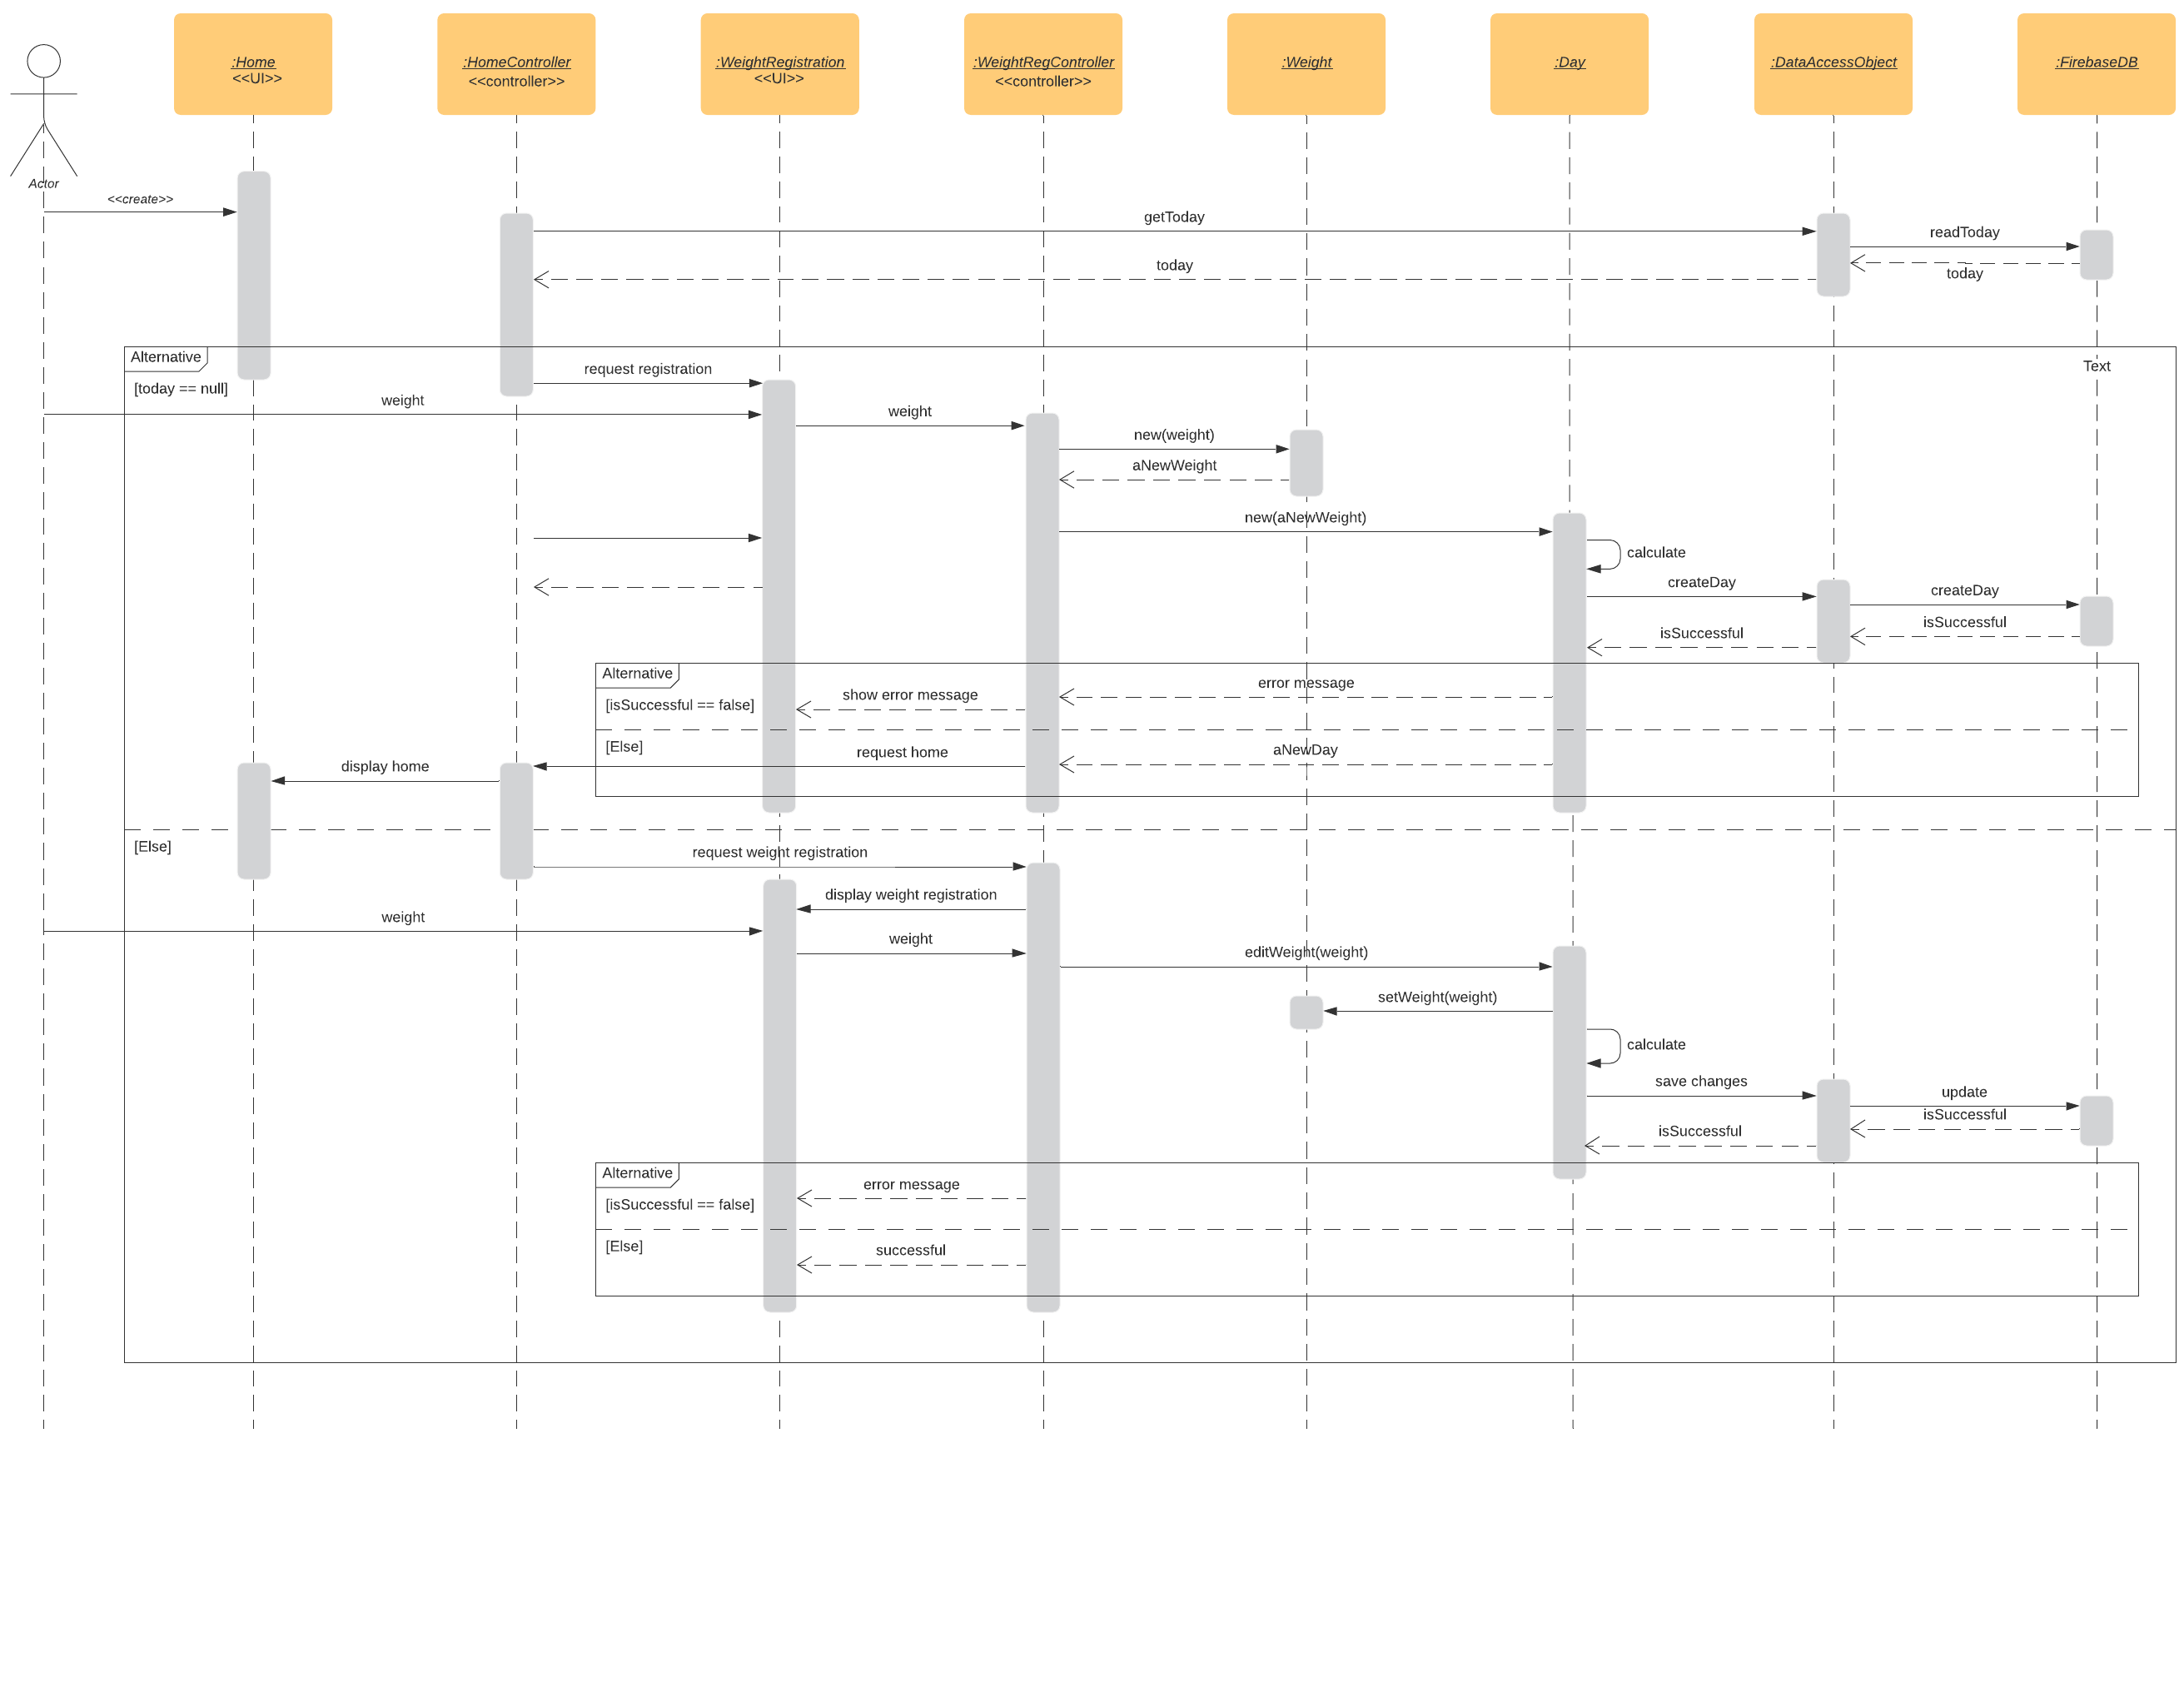 :Home
<<UI>>
:HomeController
<<controller>>
:WeightRegistration
<<UI>>
:WeightRegController
<<controller>>
:Weight
:Day
:DataAccessObject
:FirebaseDB
Actor
<<create>>
getToday
readToday
today
today
Alternative
Text
[today == null]
request registration
weight
weight
new(weight)
aNewWeight
new(aNewWeight)
calculate
createDay
createDay
isSuccessful
isSuccessful
Alternative
error message
show error message
[isSuccessful == false]
[Else]
aNewDay
request home
display home
[Else]
request weight registration
display weight registration
weight
weight
editWeight(weight)
setWeight(weight)
calculate
save changes
update
isSuccessful
isSuccessful
Alternative
error message
[isSuccessful == false]
[Else]
successful